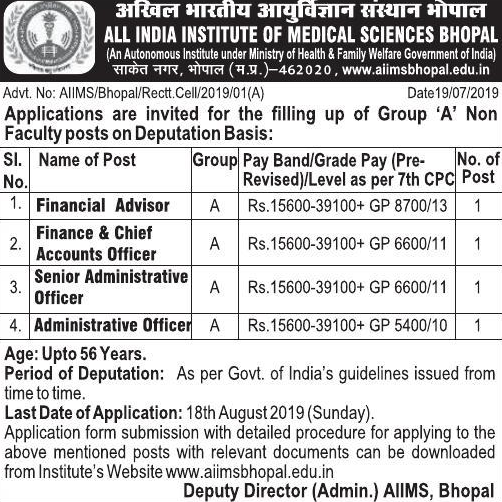 अखिल भारतीय आयुर्विज्ञान संस्थान भोपाल
ALL INDIA INSTITUTE OF MEDICAL SCIENCES BHOPAL
(An Autonomous Institute under Ministry of Health & Family Welfare Government of India)
साकेत नगर, भोपाल (म.प्र.)-462020, www.aiimsbhopal.edu.in
Advt. No: AIIMS/Bhopal/Rectt.Cell/2019/01(A) Date19/07/2019
Applications are invited for the filling up of Group ‘A’ Non
Faculty posts on Deputation Basis:
Sl. No. Name of Post Group Pay Band/Grade Pay (Pre-Revised)/Level as per 7th CPC No. of Post
1. Financial Advisor A Rs.15600-39100+ GP 8700/13 1
2. Finance & Chief Accounts Officer A Rs.15600-39100+ GP 6600/11 1
3. Senior Administrative Officer A Rs.15600-39100+ GP 6600/11 1
4. Administrative Officer A Rs.15600-39100+ GP 5400/10 1
Age: Upto 56 Years.
Period of Deputation: As per Govt. of India’s guidelines issued from
time to time.
Last Date of Application: 18th August 2019 (Sunday).
Application form submission with detailed procedure for applying to the
above mentioned posts with relevant documents can be downloaded
from Institute’s Website www.aiimsbhopal.edu.in
Deputy Director (Admin.) AIIMS, Bhopal